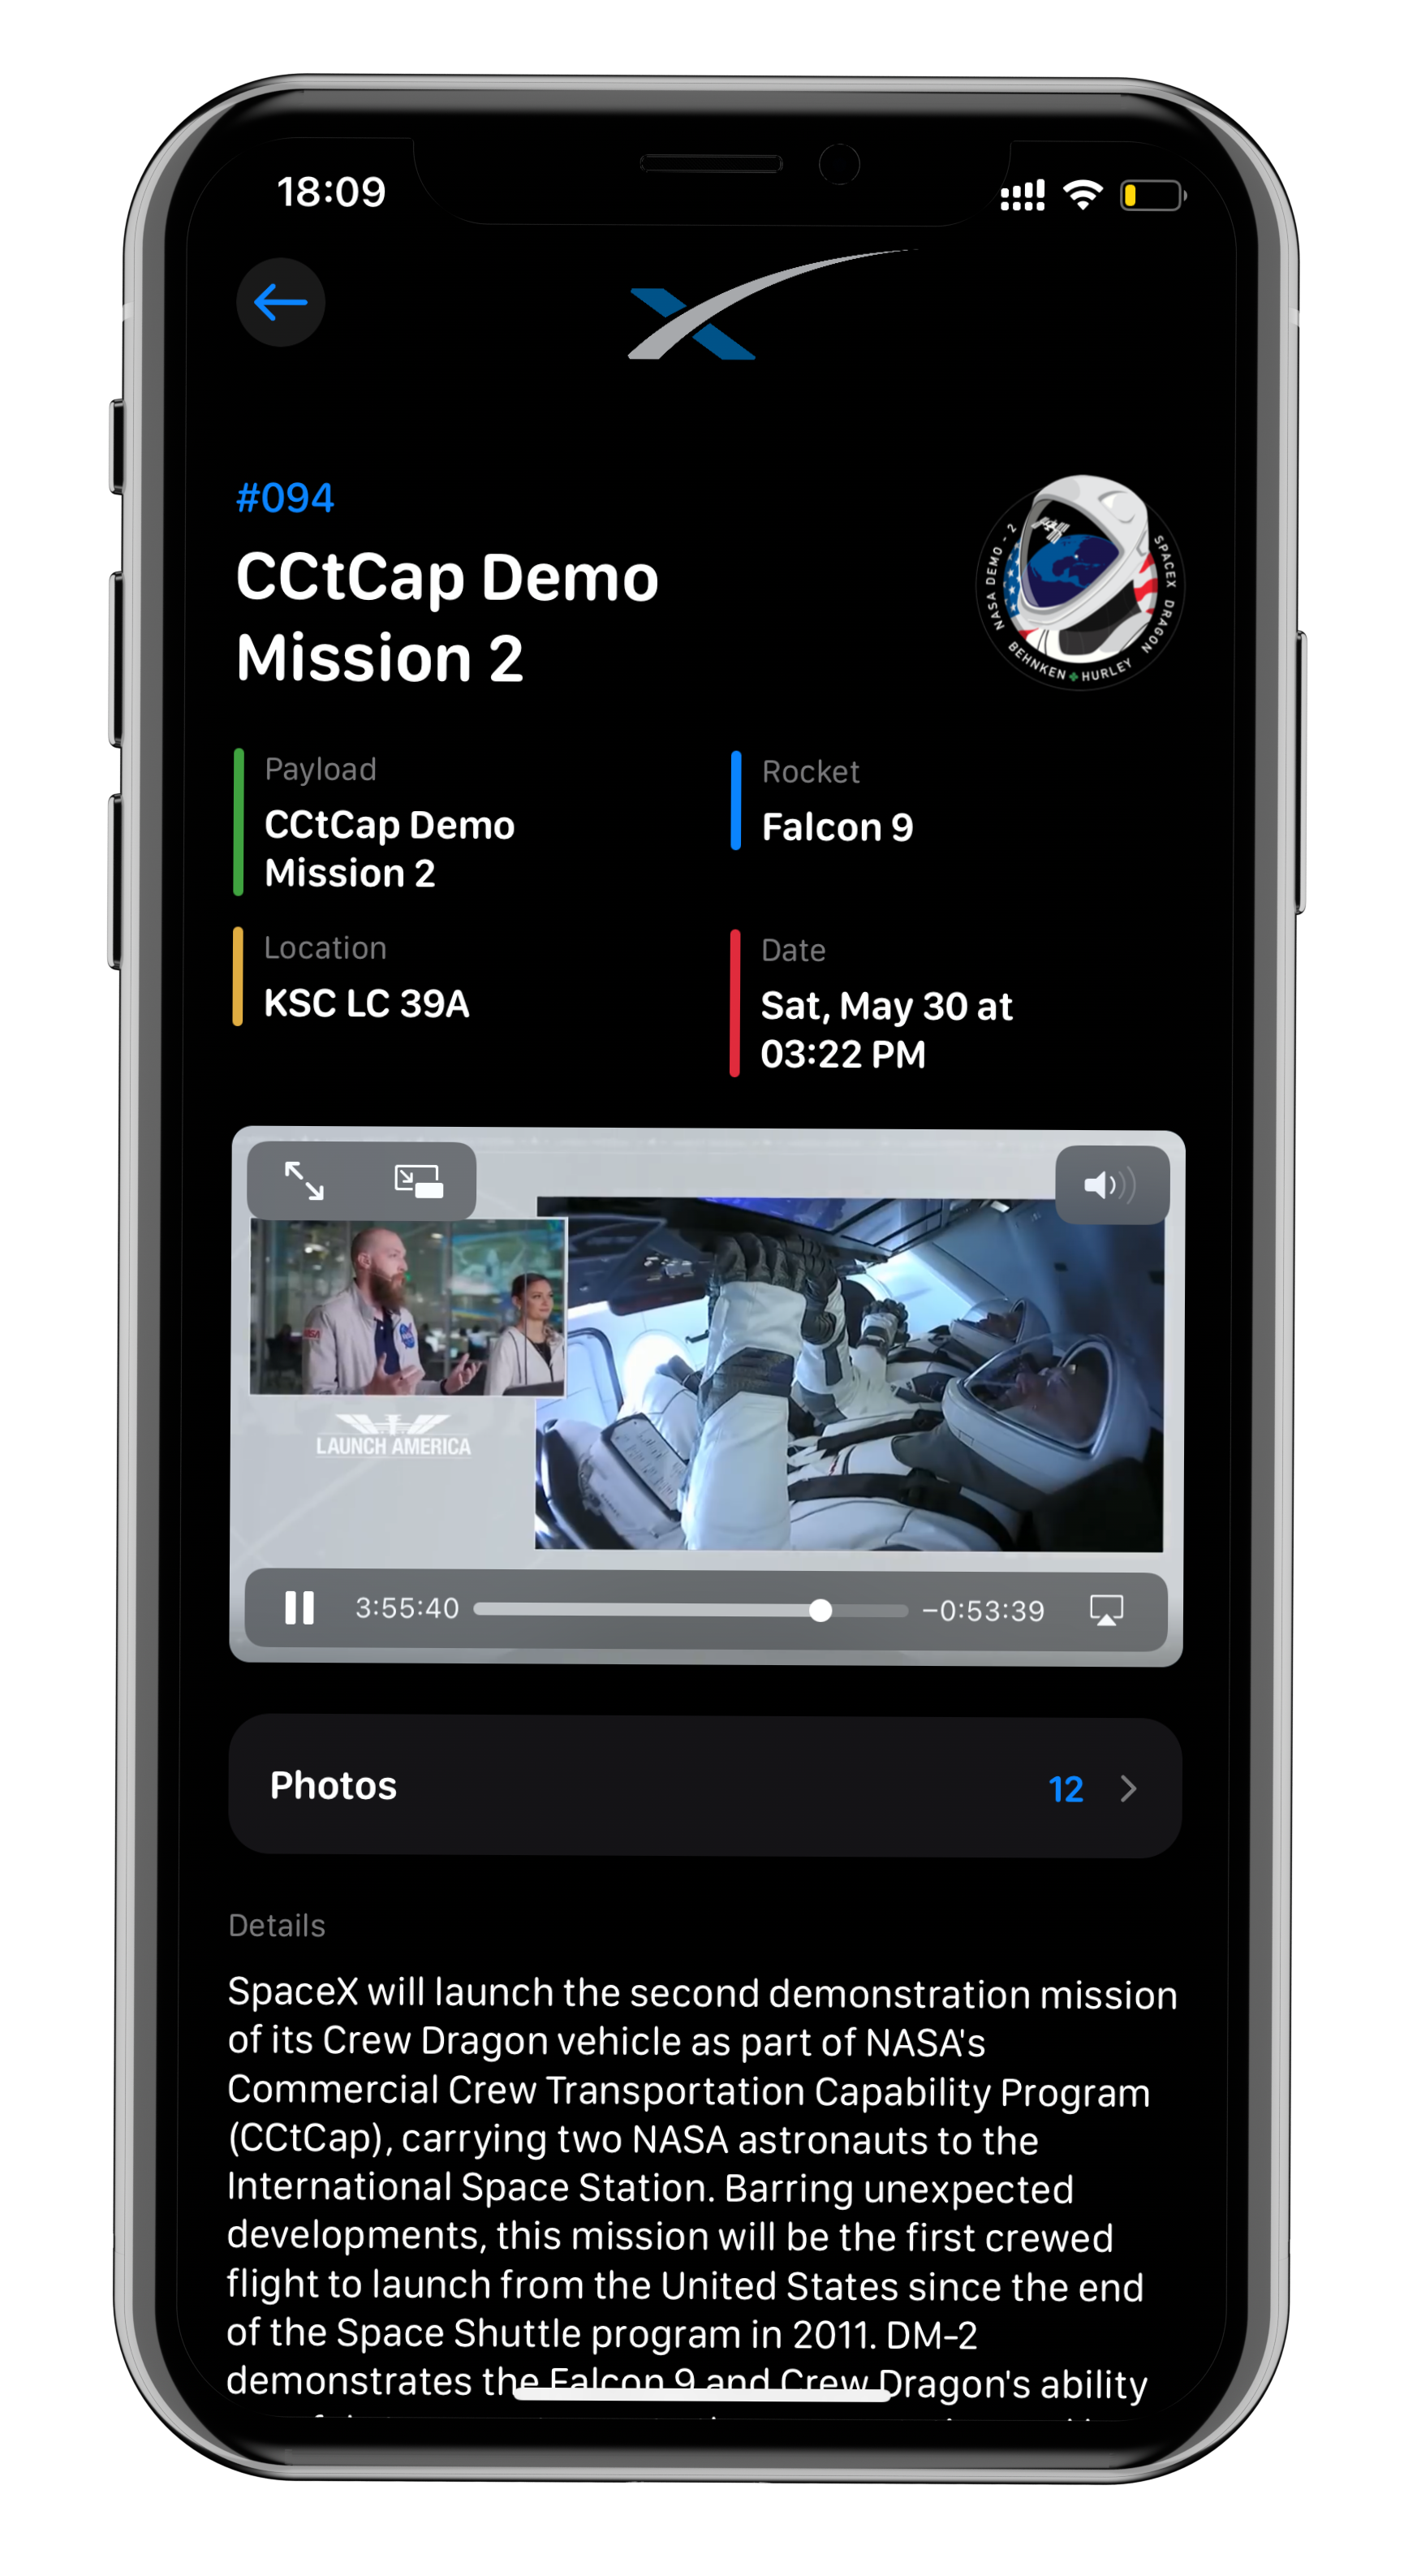 18:09
#094
CCtCap Demo
Mission 2
NASA DEMO - 2
SPACEX DRAGON
BEHNKEN HURLEY
Payload
CCtCap Demo
Mission 2
Rocket
Falcon 9
Location
KSC LC 39A
Date
Sat, May 30 at
03:22 PM
LAUNCH AMERICA
3:55:40
-0:53:39
Photos
12
Details
SpaceX will launch the second demonstration mission
of its Crew Dragon vehicle as part of NASA's
Commercial Crew Transportation Capability Program
(CCtCap), carrying two NASA astronauts to the
International Space Station. Barring unexpected
developments, this mission will be the first crewed
flight to launch from the United States since the end
of the Space Shuttle program in 2011. DM-2
demonstrates the Falcon 9 and Crew Dragon's ability